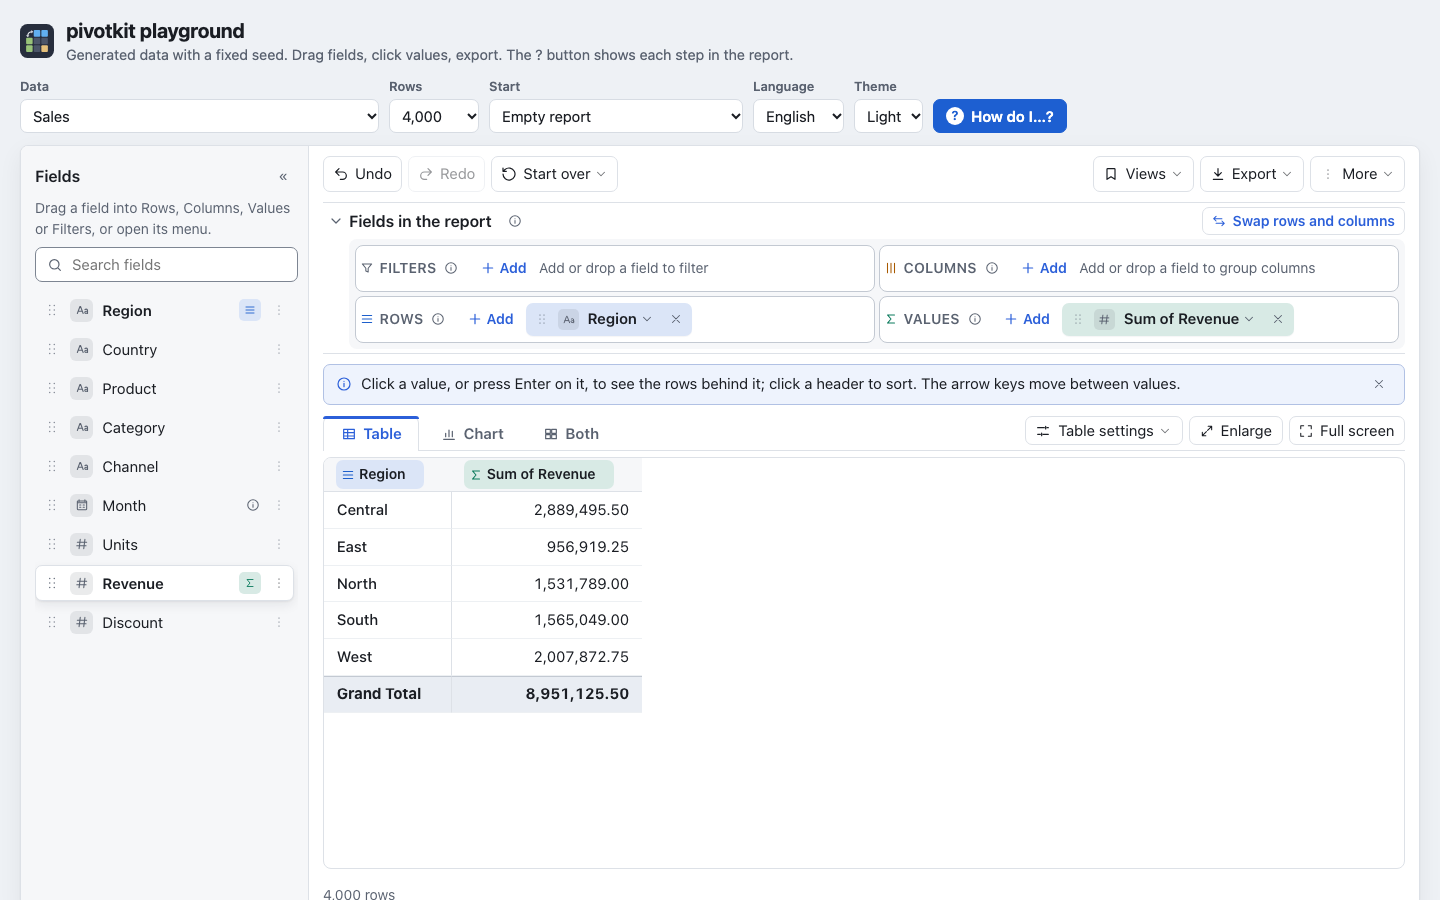 pivotkit playground
Generated data with a fixed seed. Drag fields, click values, export. The ? button shows each step in the report.
Data
Rows
Start
Language
Theme
Sales
4,000
Empty report
English
Light
? How do I...?
Fields
«
Drag a field into Rows, Columns, Values
or Filters, or open its menu.
Search fields
Aa Region
Aa Country
Aa Product
Aa Category
Aa Channel
Month
# Units
# Revenue Σ
# Discount
Undo
Redo
Start over
Views
Export
More
Fields in the report
Swap rows and columns
FILTERS + Add Add or drop a field to filter
COLUMNS + Add Add or drop a field to group columns
ROWS + Add Aa Region ×
Σ VALUES + Add # Sum of Revenue ×
Click a value, or press Enter on it, to see the rows behind it; click a header to sort. The arrow keys move between values. ×
Table
Chart
Both
Table settings
Enlarge
Full screen
Region Σ Sum of Revenue
Central 2,889,495.50
East 956,919.25
North 1,531,789.00
South 1,565,049.00
West 2,007,872.75
Grand Total 8,951,125.50
4,000 rows